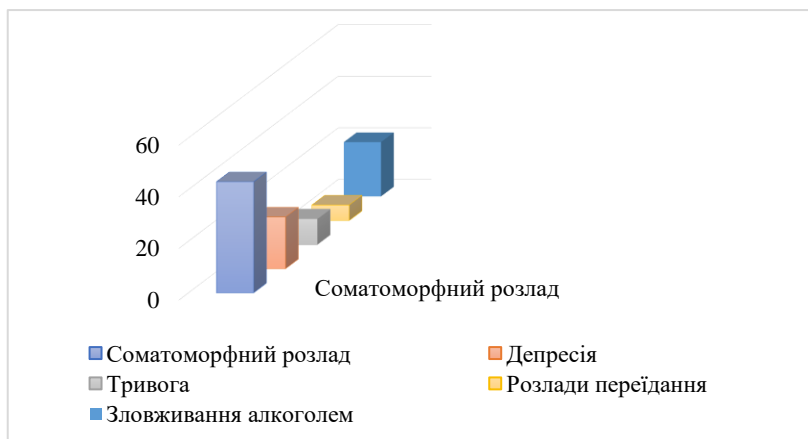 60
40
20
0
Соматоморфний розлад
Соматоморфний розлад
Депресія
Тривога
Розлади переїдання
Зловживання алкоголем